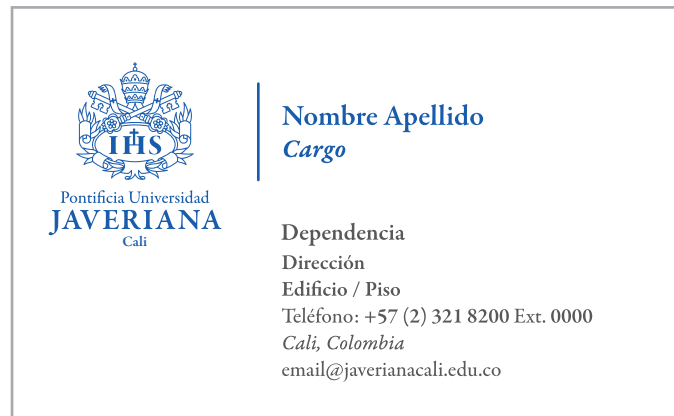 IHS
Pontificia Universidad
JAVERIANA
Cali
Nombre Apellido
Cargo
Dependencia
Dirección
Edificio / Piso
Teléfono: +57 (2) 321 8200 Ext. 0000
Cali, Colombia
email@javerianacali.edu.co